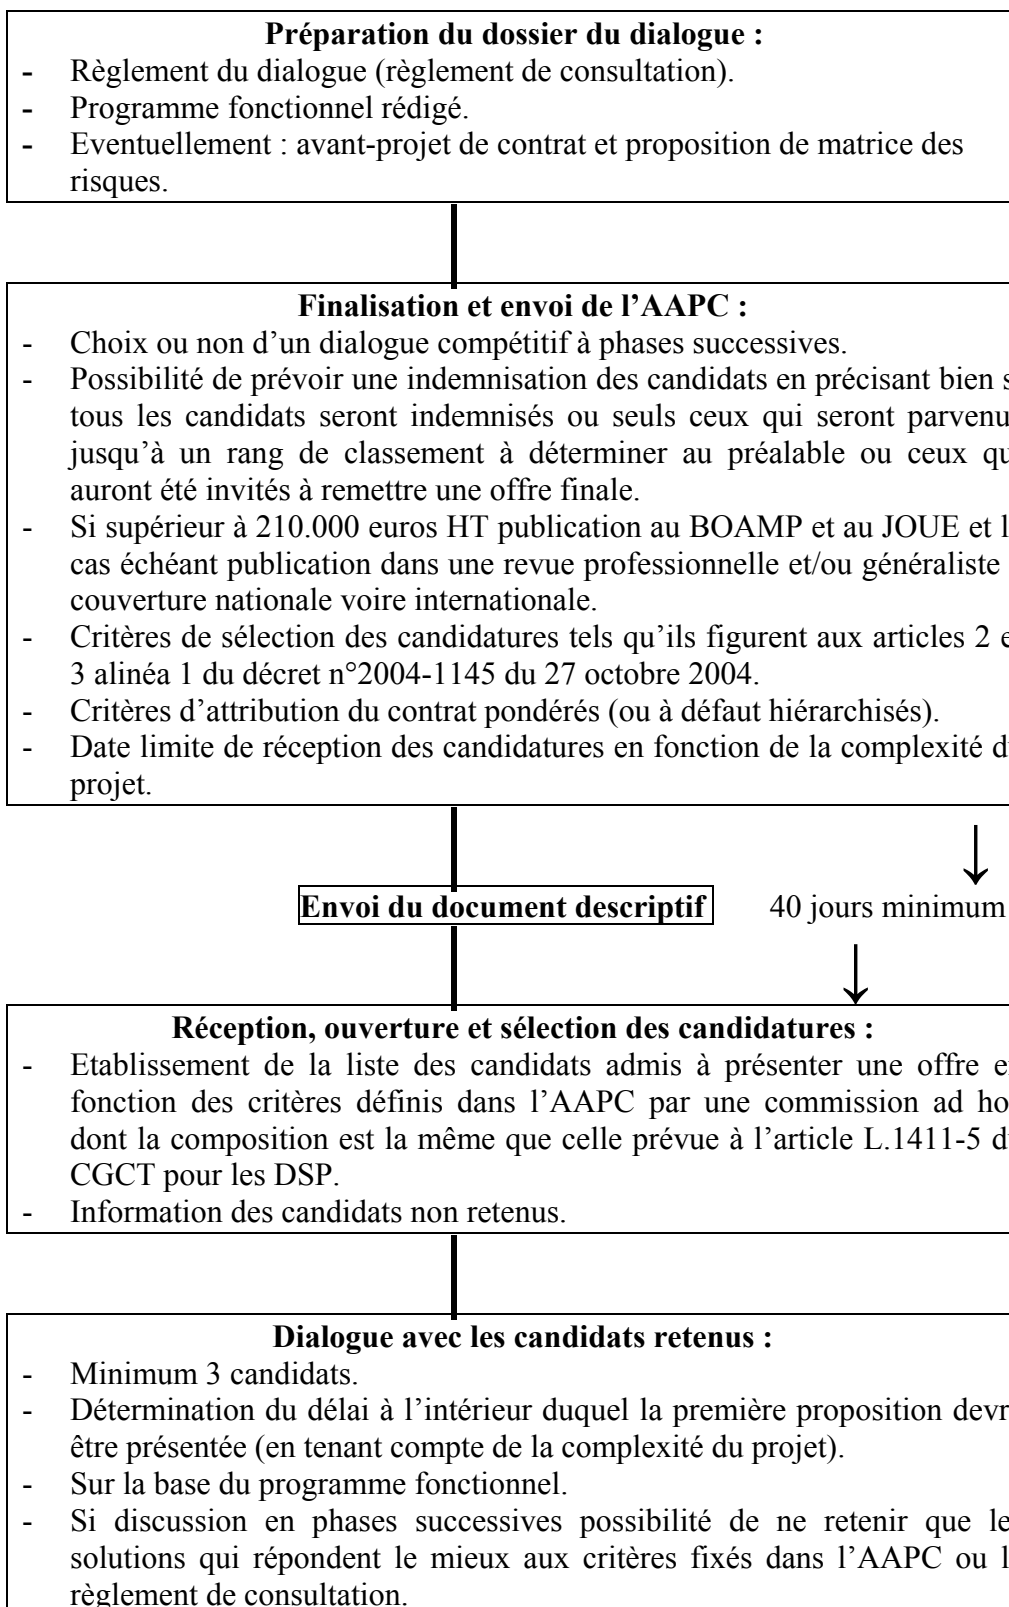 Préparation du dossier du dialogue :
- Règlement du dialogue (règlement de consultation).
- Programme fonctionnel rédigé.
- Eventuellement : avant-projet de contrat et proposition de matrice des
risques.
Finalisation et envoi de l’AAPC :
- Choix ou non d’un dialogue compétitif à phases successives.
- Possibilité de prévoir une indemnisation des candidats en précisant bien s
tous les candidats seront indemnisés ou seuls ceux qui seront parvenu
jusqu’à un rang de classement à déterminer au préalable ou ceux qu
auront été invités à remettre une offre finale.
- Si supérieur à 210.000 euros HT publication au BOAMP et au JOUE et l
cas échéant publication dans une revue professionnelle et/ou généraliste
couverture nationale voire internationale.
- Critères de sélection des candidatures tels qu’ils figurent aux articles 2 e
3 alinéa 1 du décret n°2004-1145 du 27 octobre 2004.
- Critères d’attribution du contrat pondérés (ou à défaut hiérarchisés).
- Date limite de réception des candidatures en fonction de la complexité d
projet.
Envoi du document descriptif 40 jours minimum
Réception, ouverture et sélection des candidatures :
- Etablissement de la liste des candidats admis à présenter une offre e
fonction des critères définis dans l’AAPC par une commission ad ho
dont la composition est la même que celle prévue à l’article L.1411-5 d
CGCT pour les DSP.
- Information des candidats non retenus.
Dialogue avec les candidats retenus :
- Minimum 3 candidats.
- Détermination du délai à l’intérieur duquel la première proposition devr
être présentée (en tenant compte de la complexité du projet).
- Sur la base du programme fonctionnel.
- Si discussion en phases successives possibilité de ne retenir que le
solutions qui répondent le mieux aux critères fixés dans l’AAPC ou l
règlement de consultation.